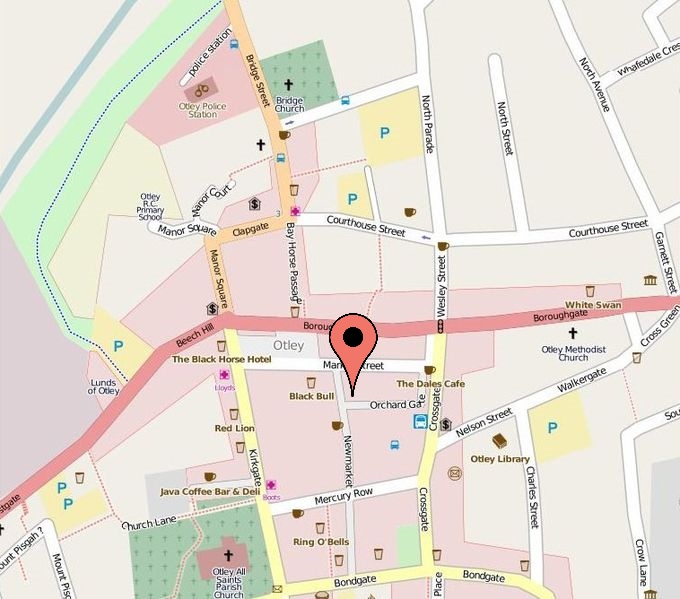 police station
Otley Police
Station
Bridge Street
Bridge
Church
North Parade
North Street
North Avenue
Whafedale Cres
P
Otley
R.C.
Primary
School
Manor C
urt
Manor Square
Clapgate
3
P
Courthouse Street
Courthouse Street
Garnett Street
Manor Square
Bay Horse Passage
Wesley Street
White Swan
Boroughgate
Cross Green
Beech Hill
P
Otley
The Black Horse Hotel
Lloyds
Lunds
of Otley
Black Bull
Street
The Dales Cafe
Otley Methodist
Church
Walkergate
Orchard Gate
Crossgate
Nelson Street
P
Red Lion
Kirkgate
Newmarket
Otley Library
Charles Street
P
P
Java Coffee Bar & Deli
Boots
Mercury Row
Crossgate
Church Lane
Ring O'Bells
Otley All
Saints
Parish
Church
Mount Pisgah ?
Mount Pisg
Bondgate
Bondgate
Place
Crow Lane